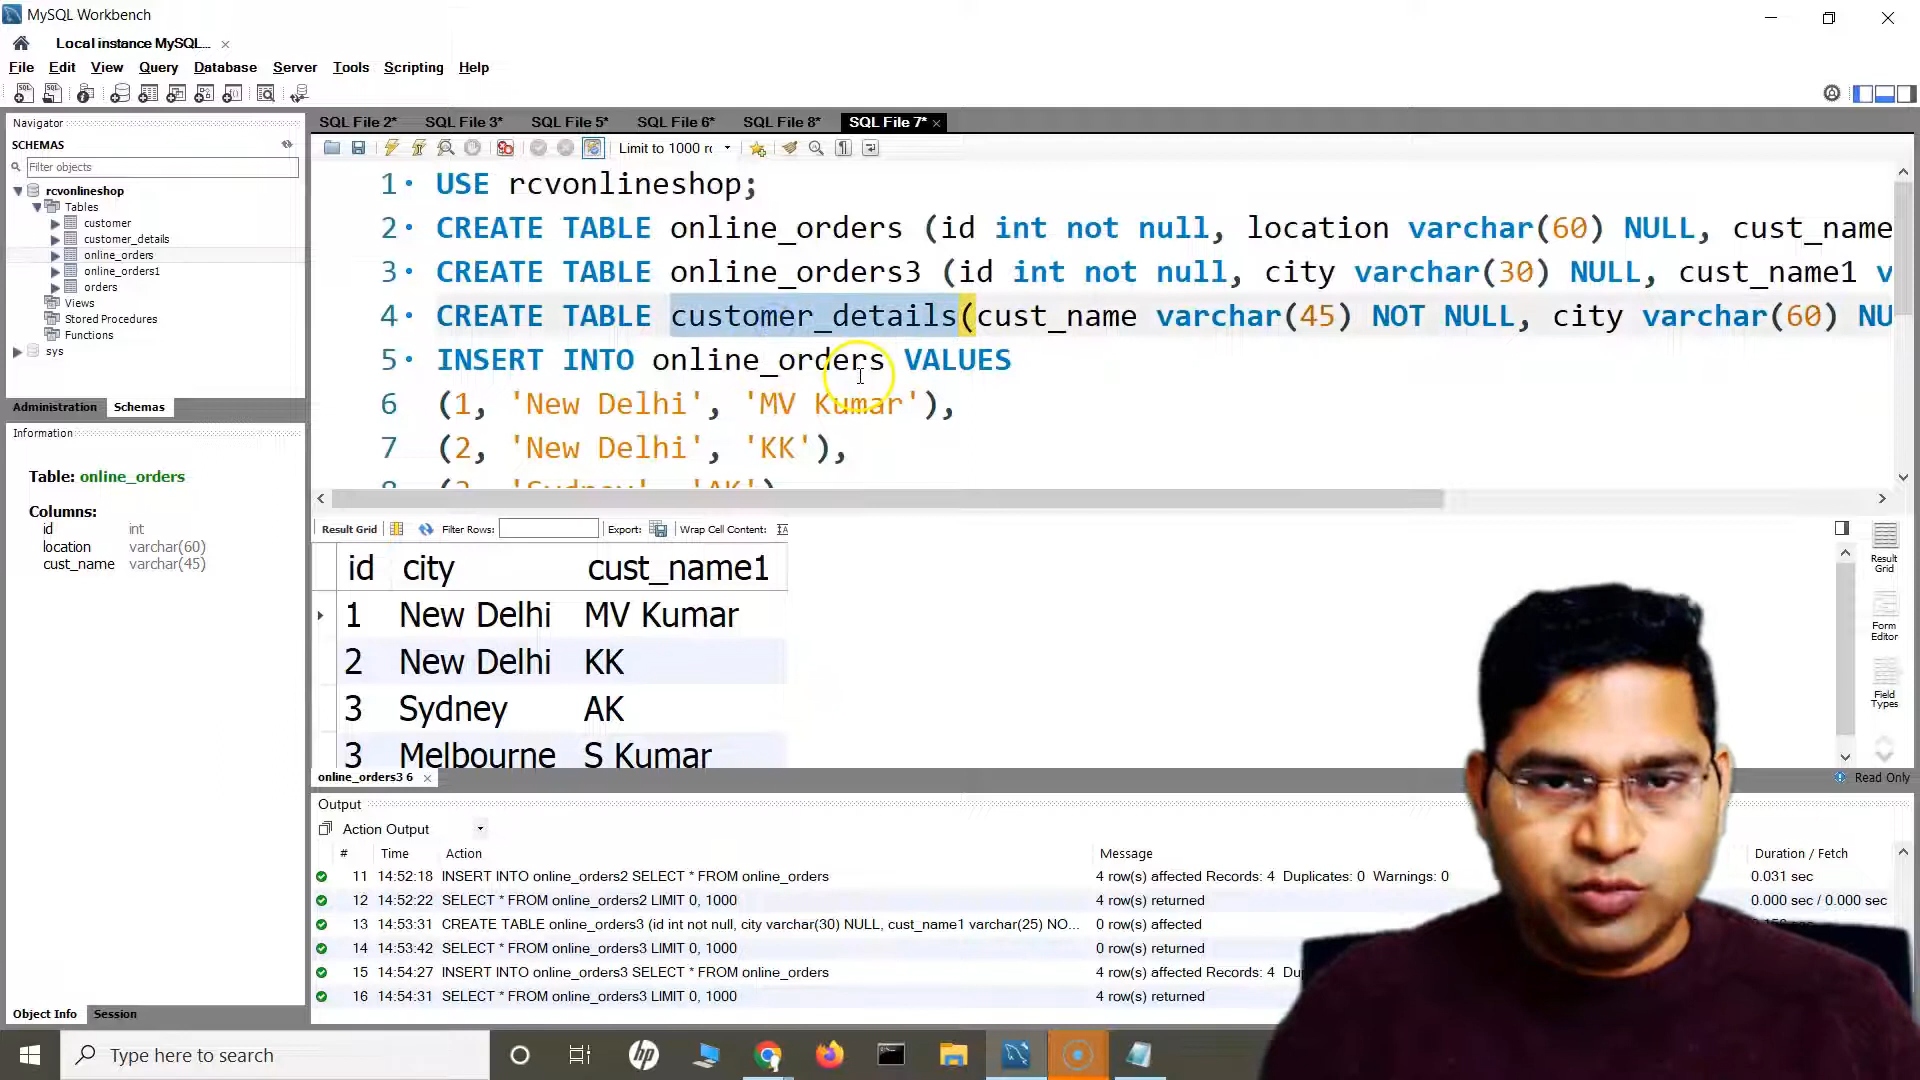 MySQL Workbench
Local instance MySQL...
File Edit View Query Database Server Tools Scripting Help
Navigator
SCHEMAS
Filter objects
rcvonlineshop
Tables
customer
customer_details
online_orders
online_orders1
orders
Views
Stored Procedures
Functions
sys
Administration Schemas
Information
Table: online_orders
Columns:
id int
location varchar(60)
cust_name varchar(45)
Object Info Session
SQL File 2* SQL File 3* SQL File 5* SQL File 6* SQL File 8* SQL File 7*
Limit to 1000 rc
1 USE rcvonlineshop;
2 CREATE TABLE online_orders (id int not null, location varchar(60) NULL, cust_name
3 CREATE TABLE online_orders3 (id int not null, city varchar(30) NULL, cust_name1 v
4 CREATE TABLE customer_details(cust_name varchar(45) NOT NULL, city varchar(60) NU
5 INSERT INTO online_orders VALUES
6 (1, 'New Delhi', 'MV Kumar'),
7 (2, 'New Delhi', 'KK'),
8 (3, 'Sydney', 'AK')
Result Grid Filter Rows: Export: Wrap Cell Content:
id city cust_name1
1 New Delhi MV Kumar
2 New Delhi KK
3 Sydney AK
3 Melbourne S Kumar
Result Grid
Form Editor
Field Types
online_orders3 6
Read Only
Output
Action Output
# Time Action Message Duration / Fetch
11 14:52:18 INSERT INTO online_orders2 SELECT * FROM online_orders 4 row(s) affected Records: 4 Duplicates: 0 Warnings: 0 0.031 sec
12 14:52:22 SELECT * FROM online_orders2 LIMIT 0, 1000 4 row(s) returned 0.000 sec / 0.000 sec
13 14:53:31 CREATE TABLE online_orders3 (id int not null, city varchar(30) NULL, cust_name1 varchar(25) NO... 0 row(s) affected
14 14:53:42 SELECT * FROM online_orders3 LIMIT 0, 1000 0 row(s) returned
15 14:54:27 INSERT INTO online_orders3 SELECT * FROM online_orders 4 row(s) affected Records: 4 Du
16 14:54:31 SELECT * FROM online_orders3 LIMIT 0, 1000 4 row(s) returned
Type here to search